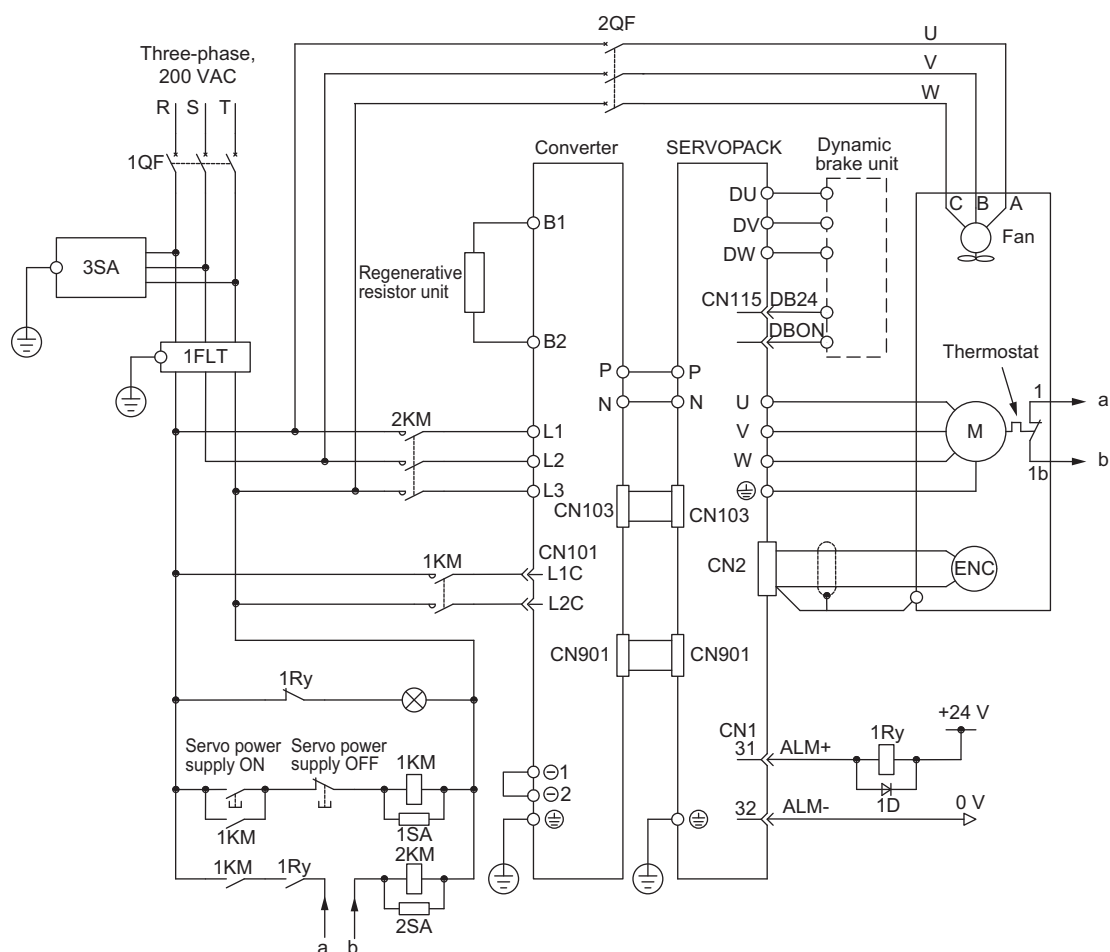 2QF
U
V
W
Three-phase,
200 VAC
R S T
1QF
3SA
1FLT
Converter
SERVOPACK
Dynamic
brake unit
DU
DV
DW
CN115 DB24
DBON
C B A
Fan
B1
Regenerative
resistor unit
B2
P
N
P
N
Thermostat
1
a
1b
b
U
V
W
M
2KM
L1
L2
L3
CN103
CN103
1KM
CN101
L1C
L2C
CN2
ENC
CN901
CN901
1Ry
Servo power
supply ON
Servo power
supply OFF
1KM
1KM
1SA
1KM
1Ry
2KM
2SA
a
b
⊖1
⊖2
CN1
31
ALM+
1Ry
+24 V
1D
32
ALM-
0 V